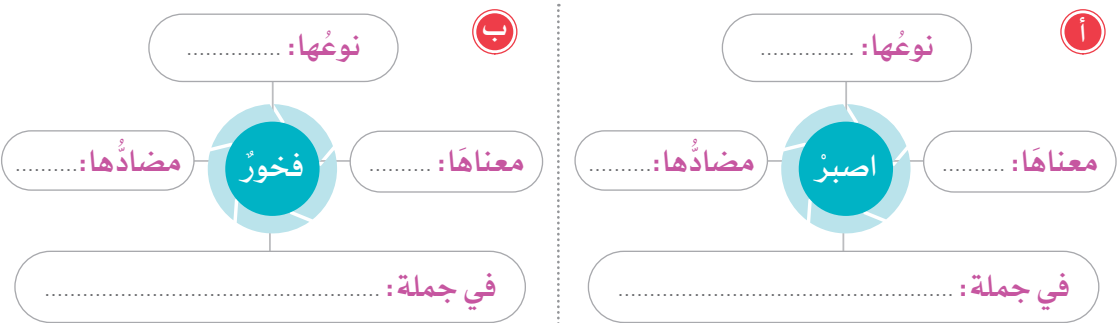 أ
نوعُها: ...............
اصبرْ
معناهَا: ..........
مضادُّها: ..........
في جملة: ......................................................
ب
نوعُها: ...............
فخورٌ
معناهَا: ..........
مضادُّها: ..........
في جملة: ......................................................